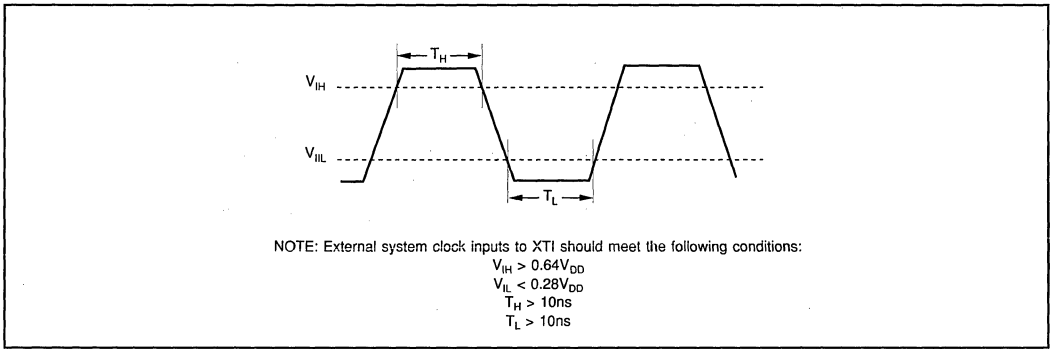 T_H
V_IH
V_IIL
T_L
NOTE: External system clock inputs to XTI should meet the following conditions:
V_IH > 0.64V_DD
V_IL < 0.28V_DD
T_H > 10ns
T_L > 10ns